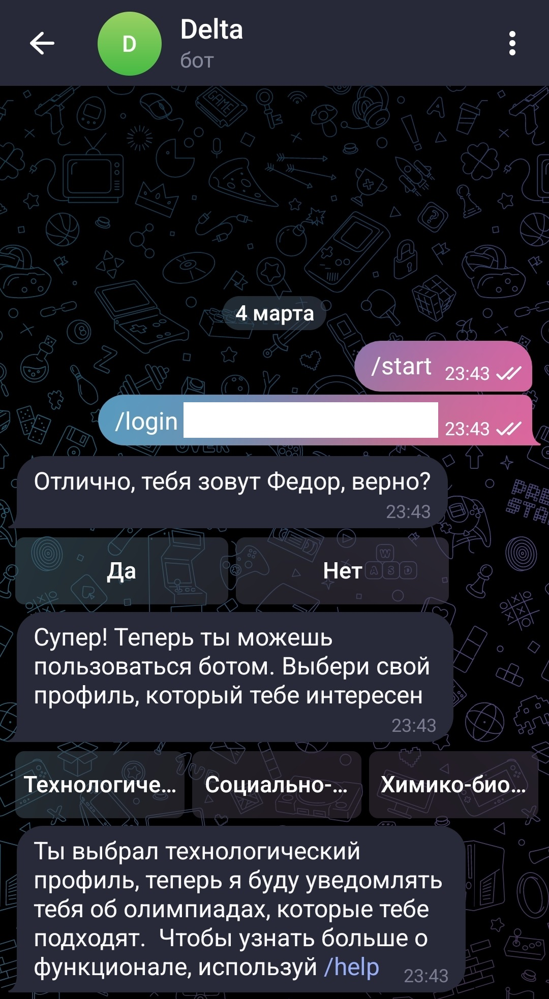 D
Delta
бот
4 марта
/start 23:43
/login 23:43
Отлично, тебя зовут Федор, верно?
23:43
Да
Нет
Супер! Теперь ты можешь
пользоваться ботом. Выбери свой
профиль, который тебе интересен
23:43
Технологиче...
Социально-...
Химико-био...
Ты выбрал технологический
профиль, теперь я буду уведомлять
тебя об олимпиадах, которые тебе
подходят.  Чтобы узнать больше о
функционале, используй /help 23:43